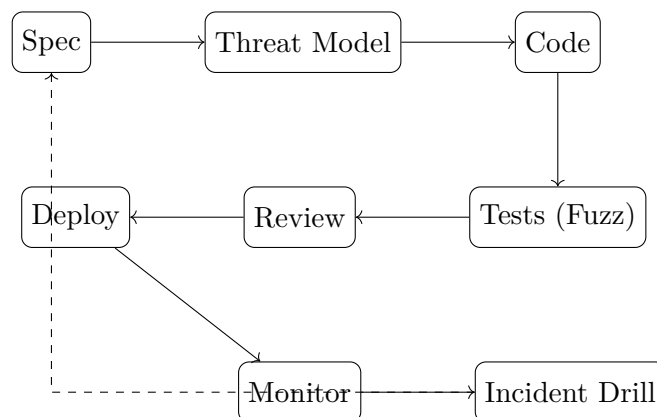 Spec
Threat Model
Code
Deploy
Review
Tests (Fuzz)
Monitor
Incident Drill